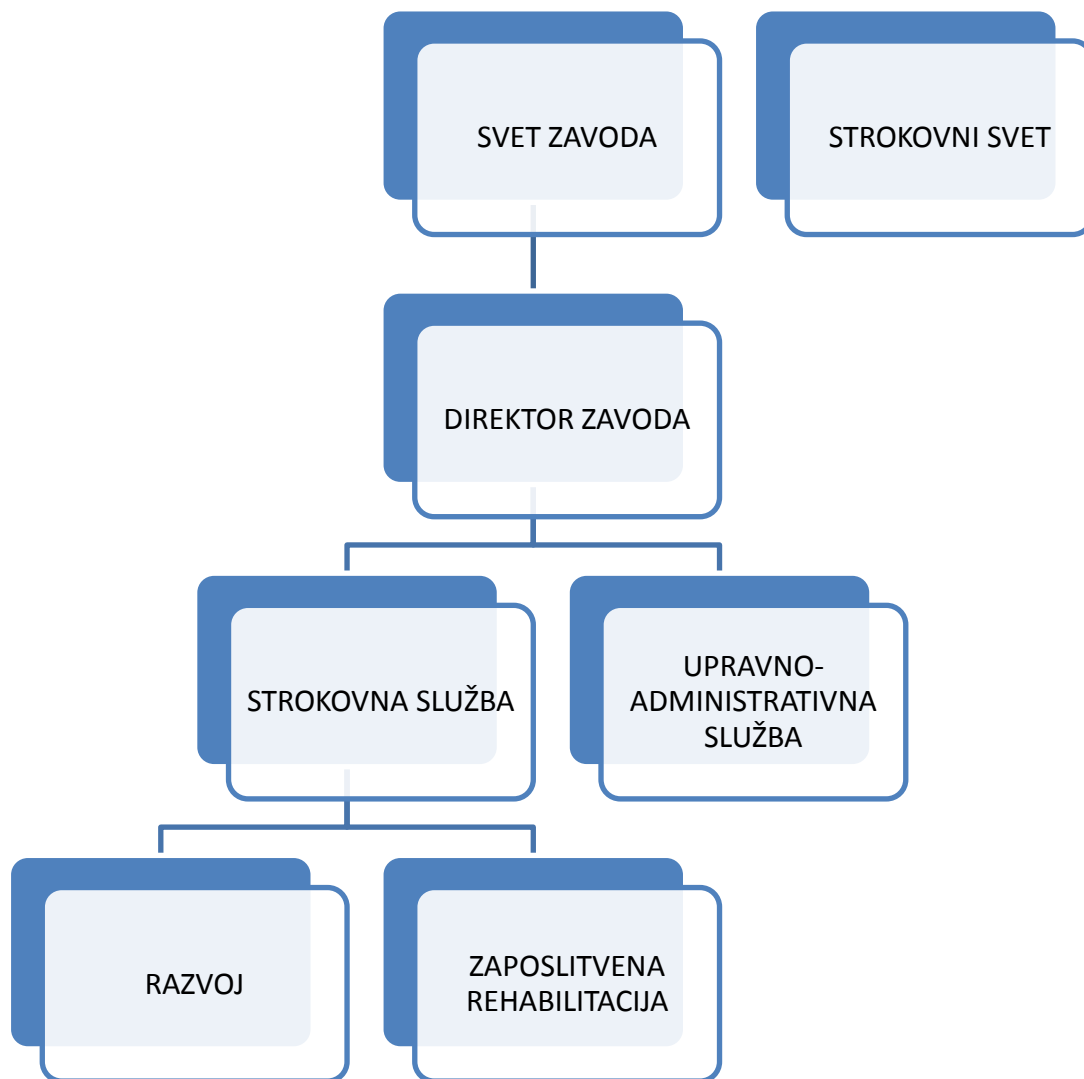 SVET ZAVODA
STROKOVNI SVET
DIREKTOR ZAVODA
STROKOVNA SLUŽBA
UPRAVNO-
ADMINISTRATIVNA
SLUŽBA
RAZVOJ
ZAPOSLITVENA
REHABILITACIJA